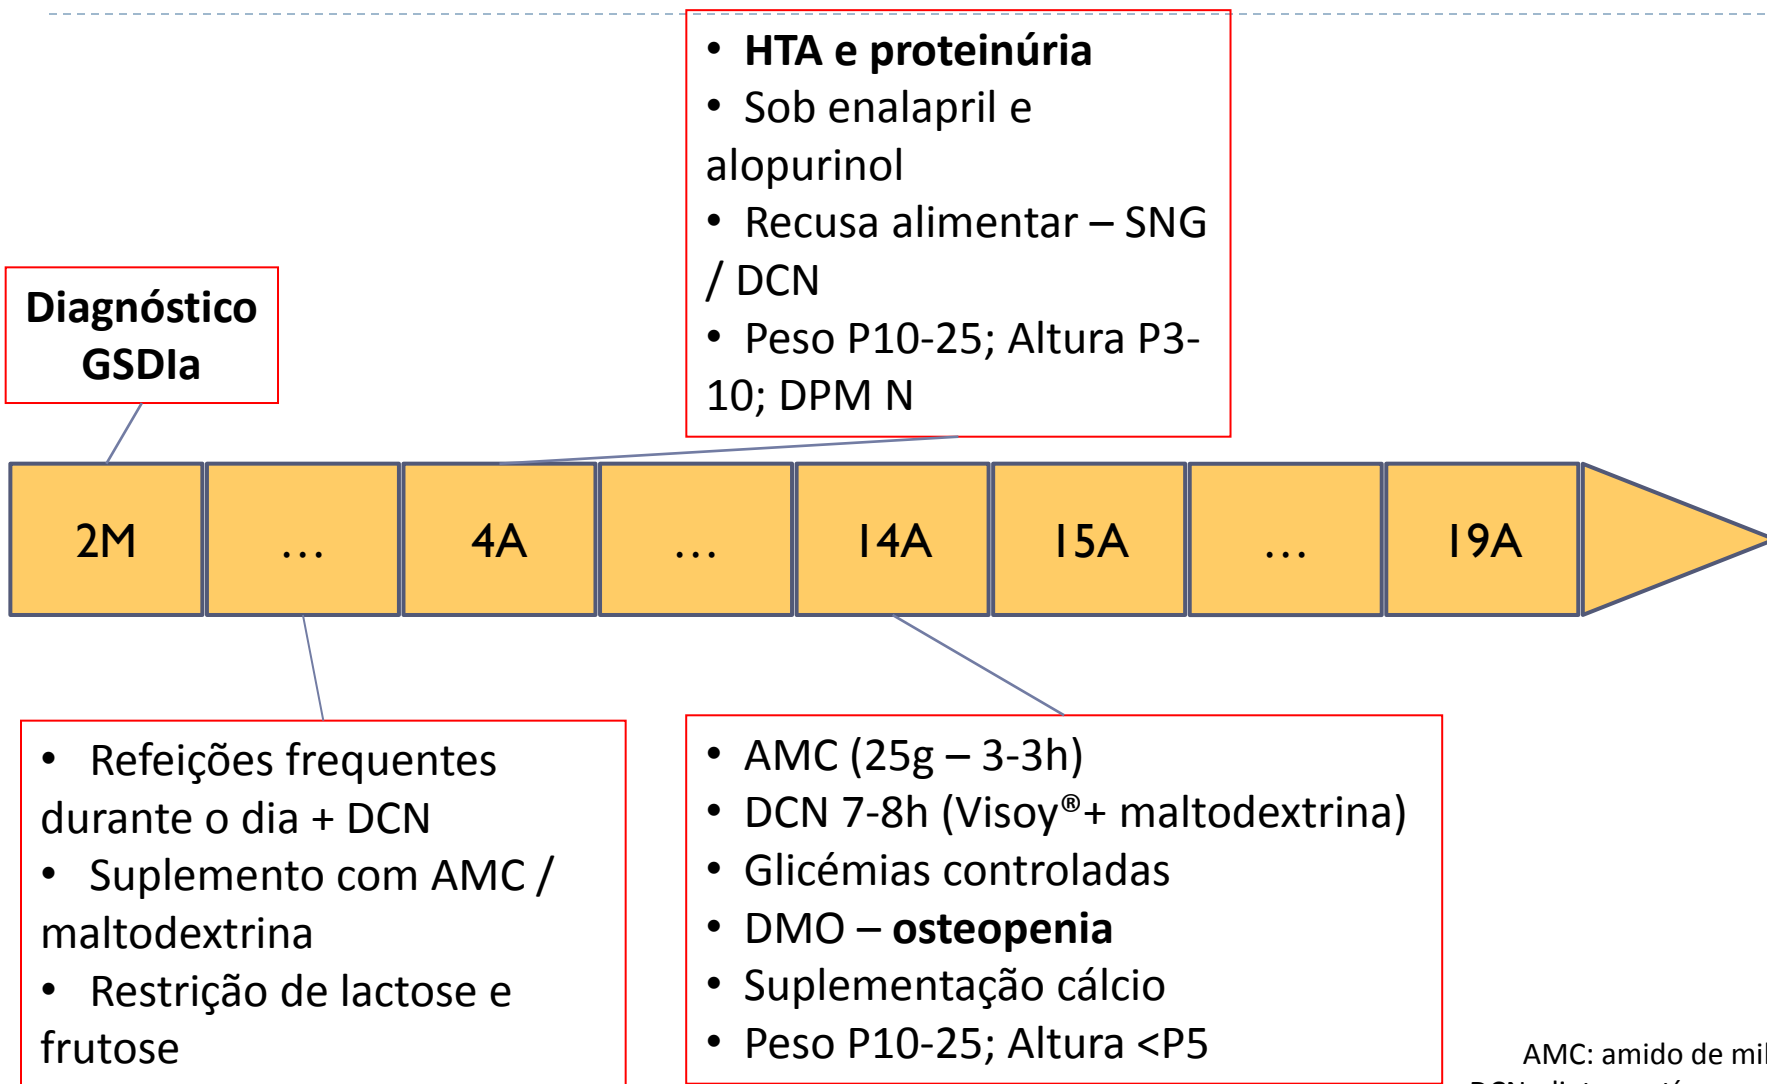 • HTA e proteinúria
• Sob enalapril e
alopurinol
• Recusa alimentar – SNG
/ DCN
• Peso P10-25; Altura P3-
10; DPM N
Diagnóstico
GSDIa
2M
...
4A
...
14A
15A
...
19A
• Refeições frequentes
durante o dia + DCN
• Suplemento com AMC /
maltodextrina
• Restrição de lactose e
frutose
• AMC (25g – 3-3h)
• DCN 7-8h (Visoy®+ maltodextrina)
• Glicémias controladas
• DMO – osteopenia
• Suplementação cálcio
• Peso P10-25; Altura <P5
AMC: amido de mil